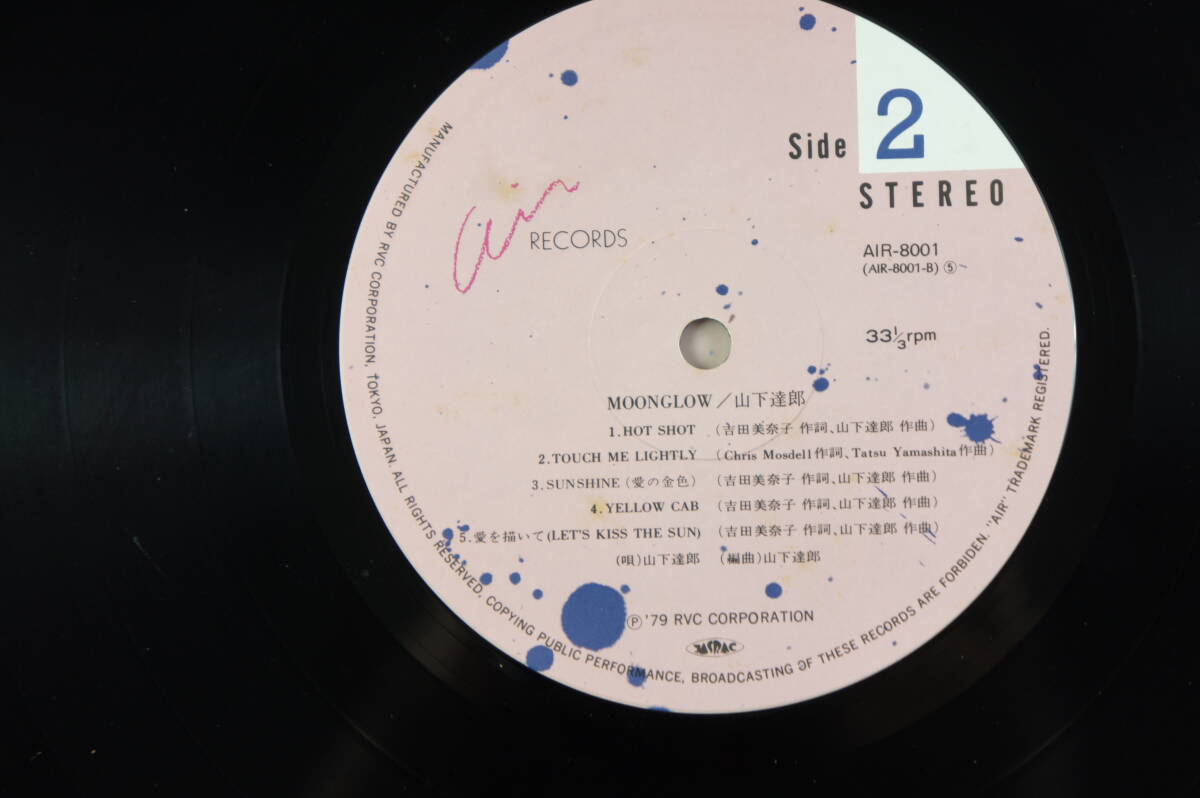 Side 2
STEREO
air
RECORDS
AIR-8001
(AIR-8001-B) ⑤
33 1/3 rpm
MOONGLOW/山下達郎
1.HOT SHOT (吉田美奈子 作詞、山下達郎 作曲)
2.TOUCH ME LIGHTLY (Chris Mosdell作詞、Tatsu Yamashita作曲)
3.SUNSHINE (愛の金色) (吉田美奈子 作詞、山下達郎 作曲)
4.YELLOW CAB (吉田美奈子 作詞、山下達郎 作曲)
5.愛を描いて(LET'S KISS THE SUN) (吉田美奈子 作詞、山下達郎 作曲)
(唄)山下達郎 (編曲)山下達郎
Ⓟ '79 RVC CORPORATION
JASRAC
MANUFACTURED BY RVC CORPORATION, TOKYO, JAPAN. ALL RIGHTS RESERVED. COPYING PUBLIC PERFORMANCE, BROADCASTING OF THESE RECORDS ARE FORBIDEN. "AIR" TRADEMARK REGISTERED.